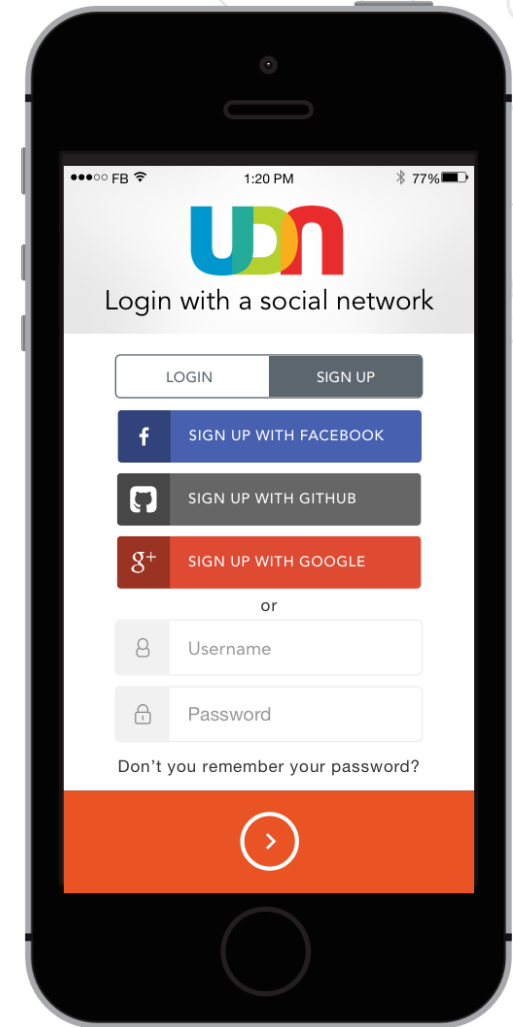 FB 1:20 PM 77%
UDN
Login with a social network
LOGIN SIGN UP
f SIGN UP WITH FACEBOOK
SIGN UP WITH GITHUB
g+ SIGN UP WITH GOOGLE
or
Username
Password
Don't you remember your password?